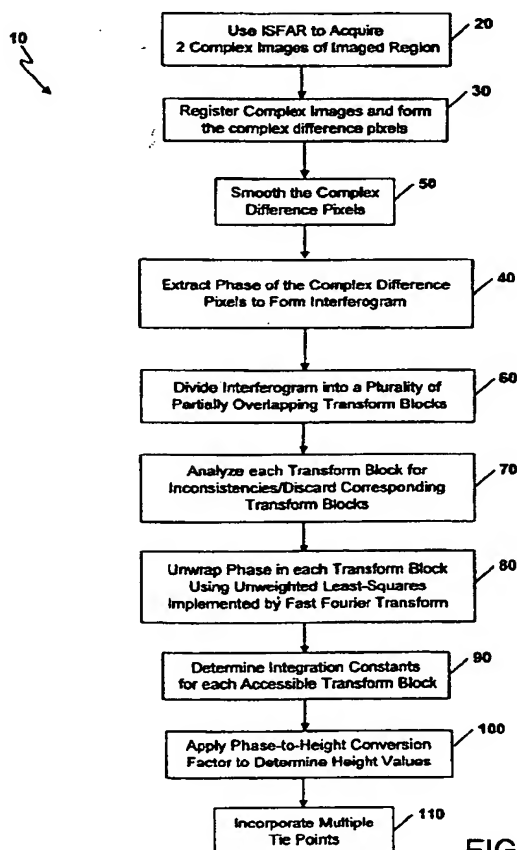 10
Use ISFAR to Acquire
2 Complex Images of Imaged Region
20
Register Complex Images and form
the complex difference pixels
30
Smooth the Complex
Difference Pixels
50
Extract Phase of the Complex Difference
Pixels to Form Interferogram
40
Divide Interferogram into a Plurality of
Partially Overlapping Transform Blocks
60
Analyze each Transform Block for
Inconsistencies/Discard Corresponding
Transform Blocks
70
Unwrap Phase in each Transform Block
Using Unweighted Least-Squares
Implemented by Fast Fourier Transform
80
Determine Integration Constants
for each Accessible Transform Block
90
Apply Phase-to-Height Conversion
Factor to Determine Height Values
100
Incorporate Multiple
Tie Points
110
FIG